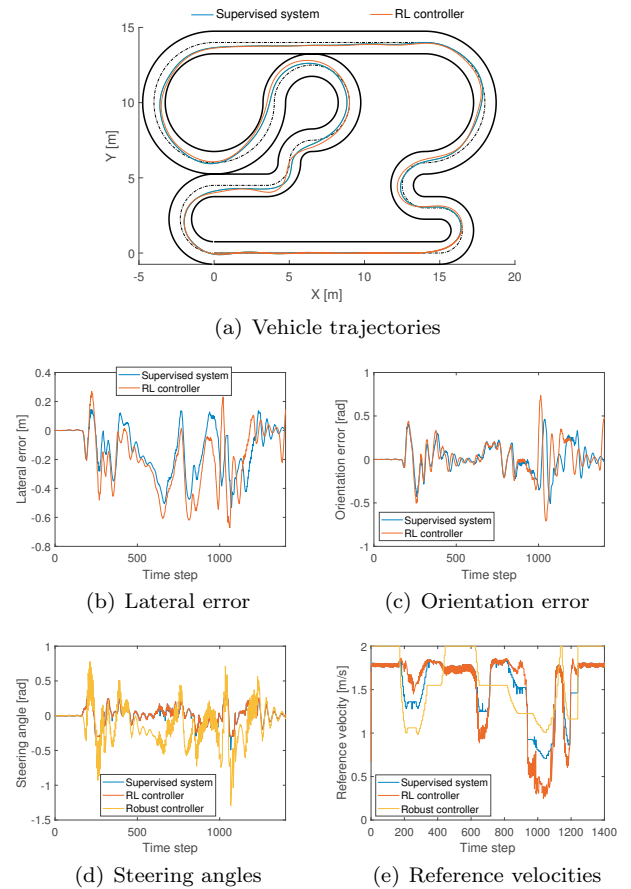 Supervised system RL controller
15
10
5
0
Y [m]
-5 0 5 10 15 20
X [m]
(a) Vehicle trajectories
0.4
0.2
0
-0.2
-0.4
-0.6
-0.8
Lateral error [m]
Supervised system
RL controller
0 500 1000
Time step
(b) Lateral error
1
0.5
0
-0.5
-1
Orientation error [rad]
Supervised system
RL controller
0 500 1000
Time step
(c) Orientation error
1
0.5
0
-0.5
-1
-1.5
Steering angle [rad]
Supervised system
RL controller
Robust controller
0 500 1000
Time step
(d) Steering angles
2
1.5
1
0.5
0
Reference velocity [m/s]
Supervised system
RL controller
Robust controller
0 200 400 600 800 1000 1200 1400
Time step
(e) Reference velocities